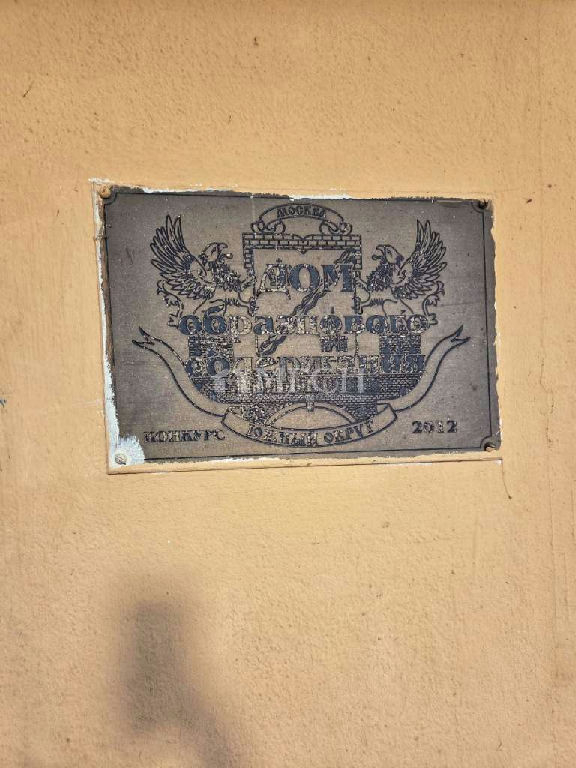 МОСКВА
ДОМ
образцового
содержания
ЮЖНЫЙ ОКРУГ
КОНКУРС 2012